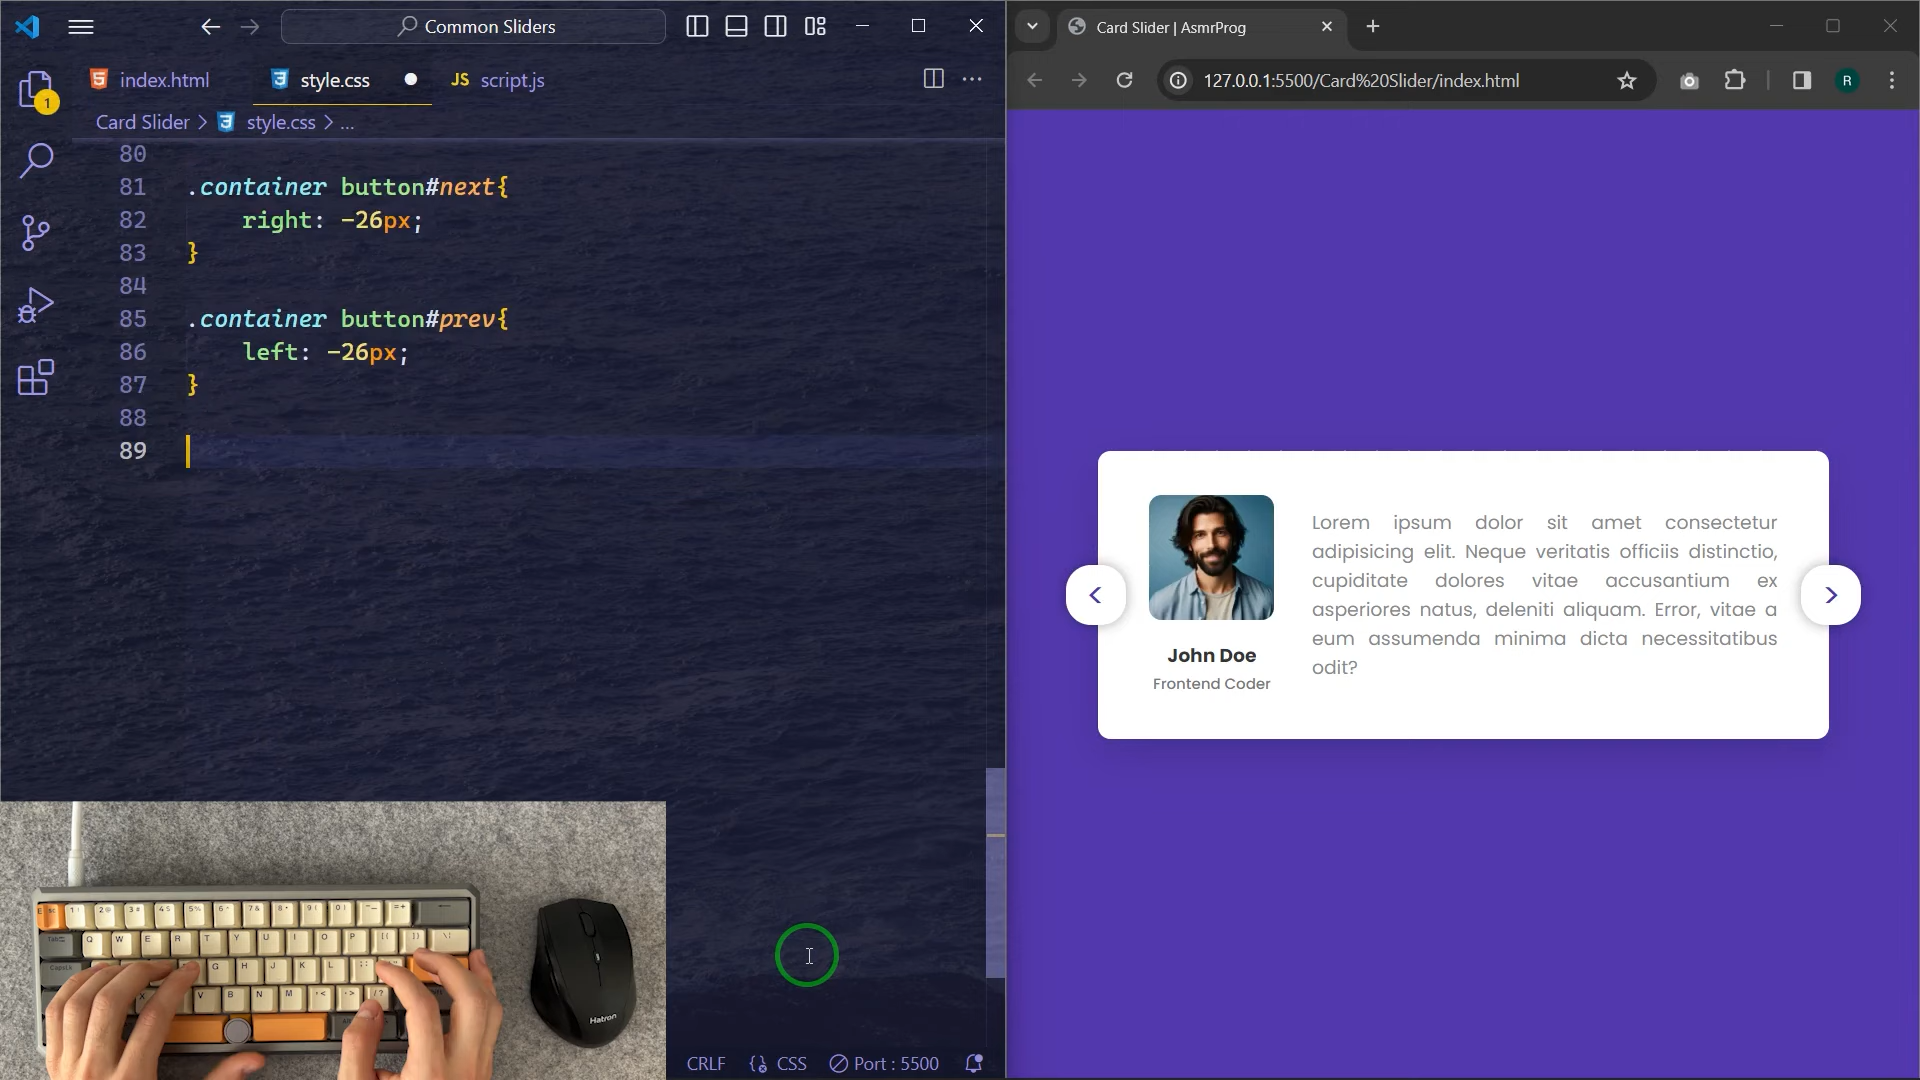 Common Sliders
index.html
style.css
JS script.js
1
Card Slider > style.css > ...
80
81 .container button#next{
82 right: -26px;
83 }
84
85 .container button#prev{
86 left: -26px;
87 }
88
89
CRLF
CSS
Port : 5500
Hatron
Card Slider | AsmrProg
127.0.0.1:5500/Card%20Slider/index.html
R
Lorem ipsum dolor sit amet consectetur
adipisicing elit. Neque veritatis officiis distinctio,
cupiditate dolores vitae accusantium ex
asperiores natus, deleniti aliquam. Error, vitae a
eum assumenda minima dicta necessitatibus
odit?
John Doe
Frontend Coder